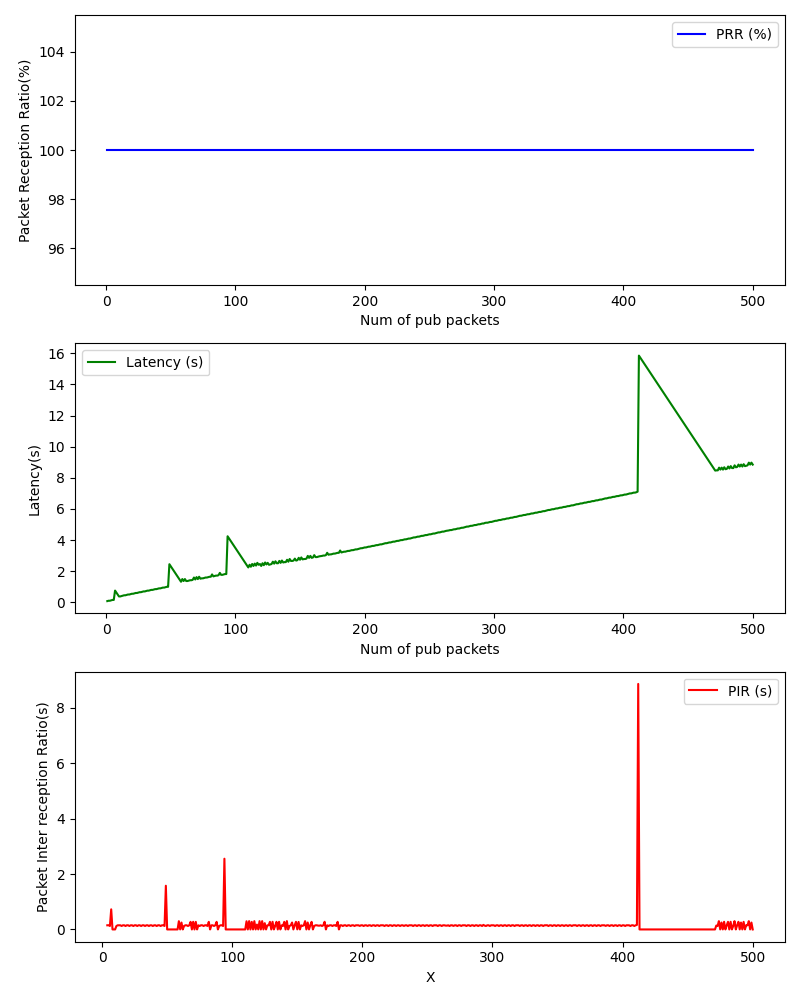 Packet Reception Ratio(%)
104
102
100
98
96
PRR (%)
0 100 200 300 400 500
Num of pub packets
Latency(s)
16
14
12
10
8
6
4
2
0
Latency (s)
0 100 200 300 400 500
Num of pub packets
Packet Inter reception Ratio(s)
8
6
4
2
0
PIR (s)
0 100 200 300 400 500
X